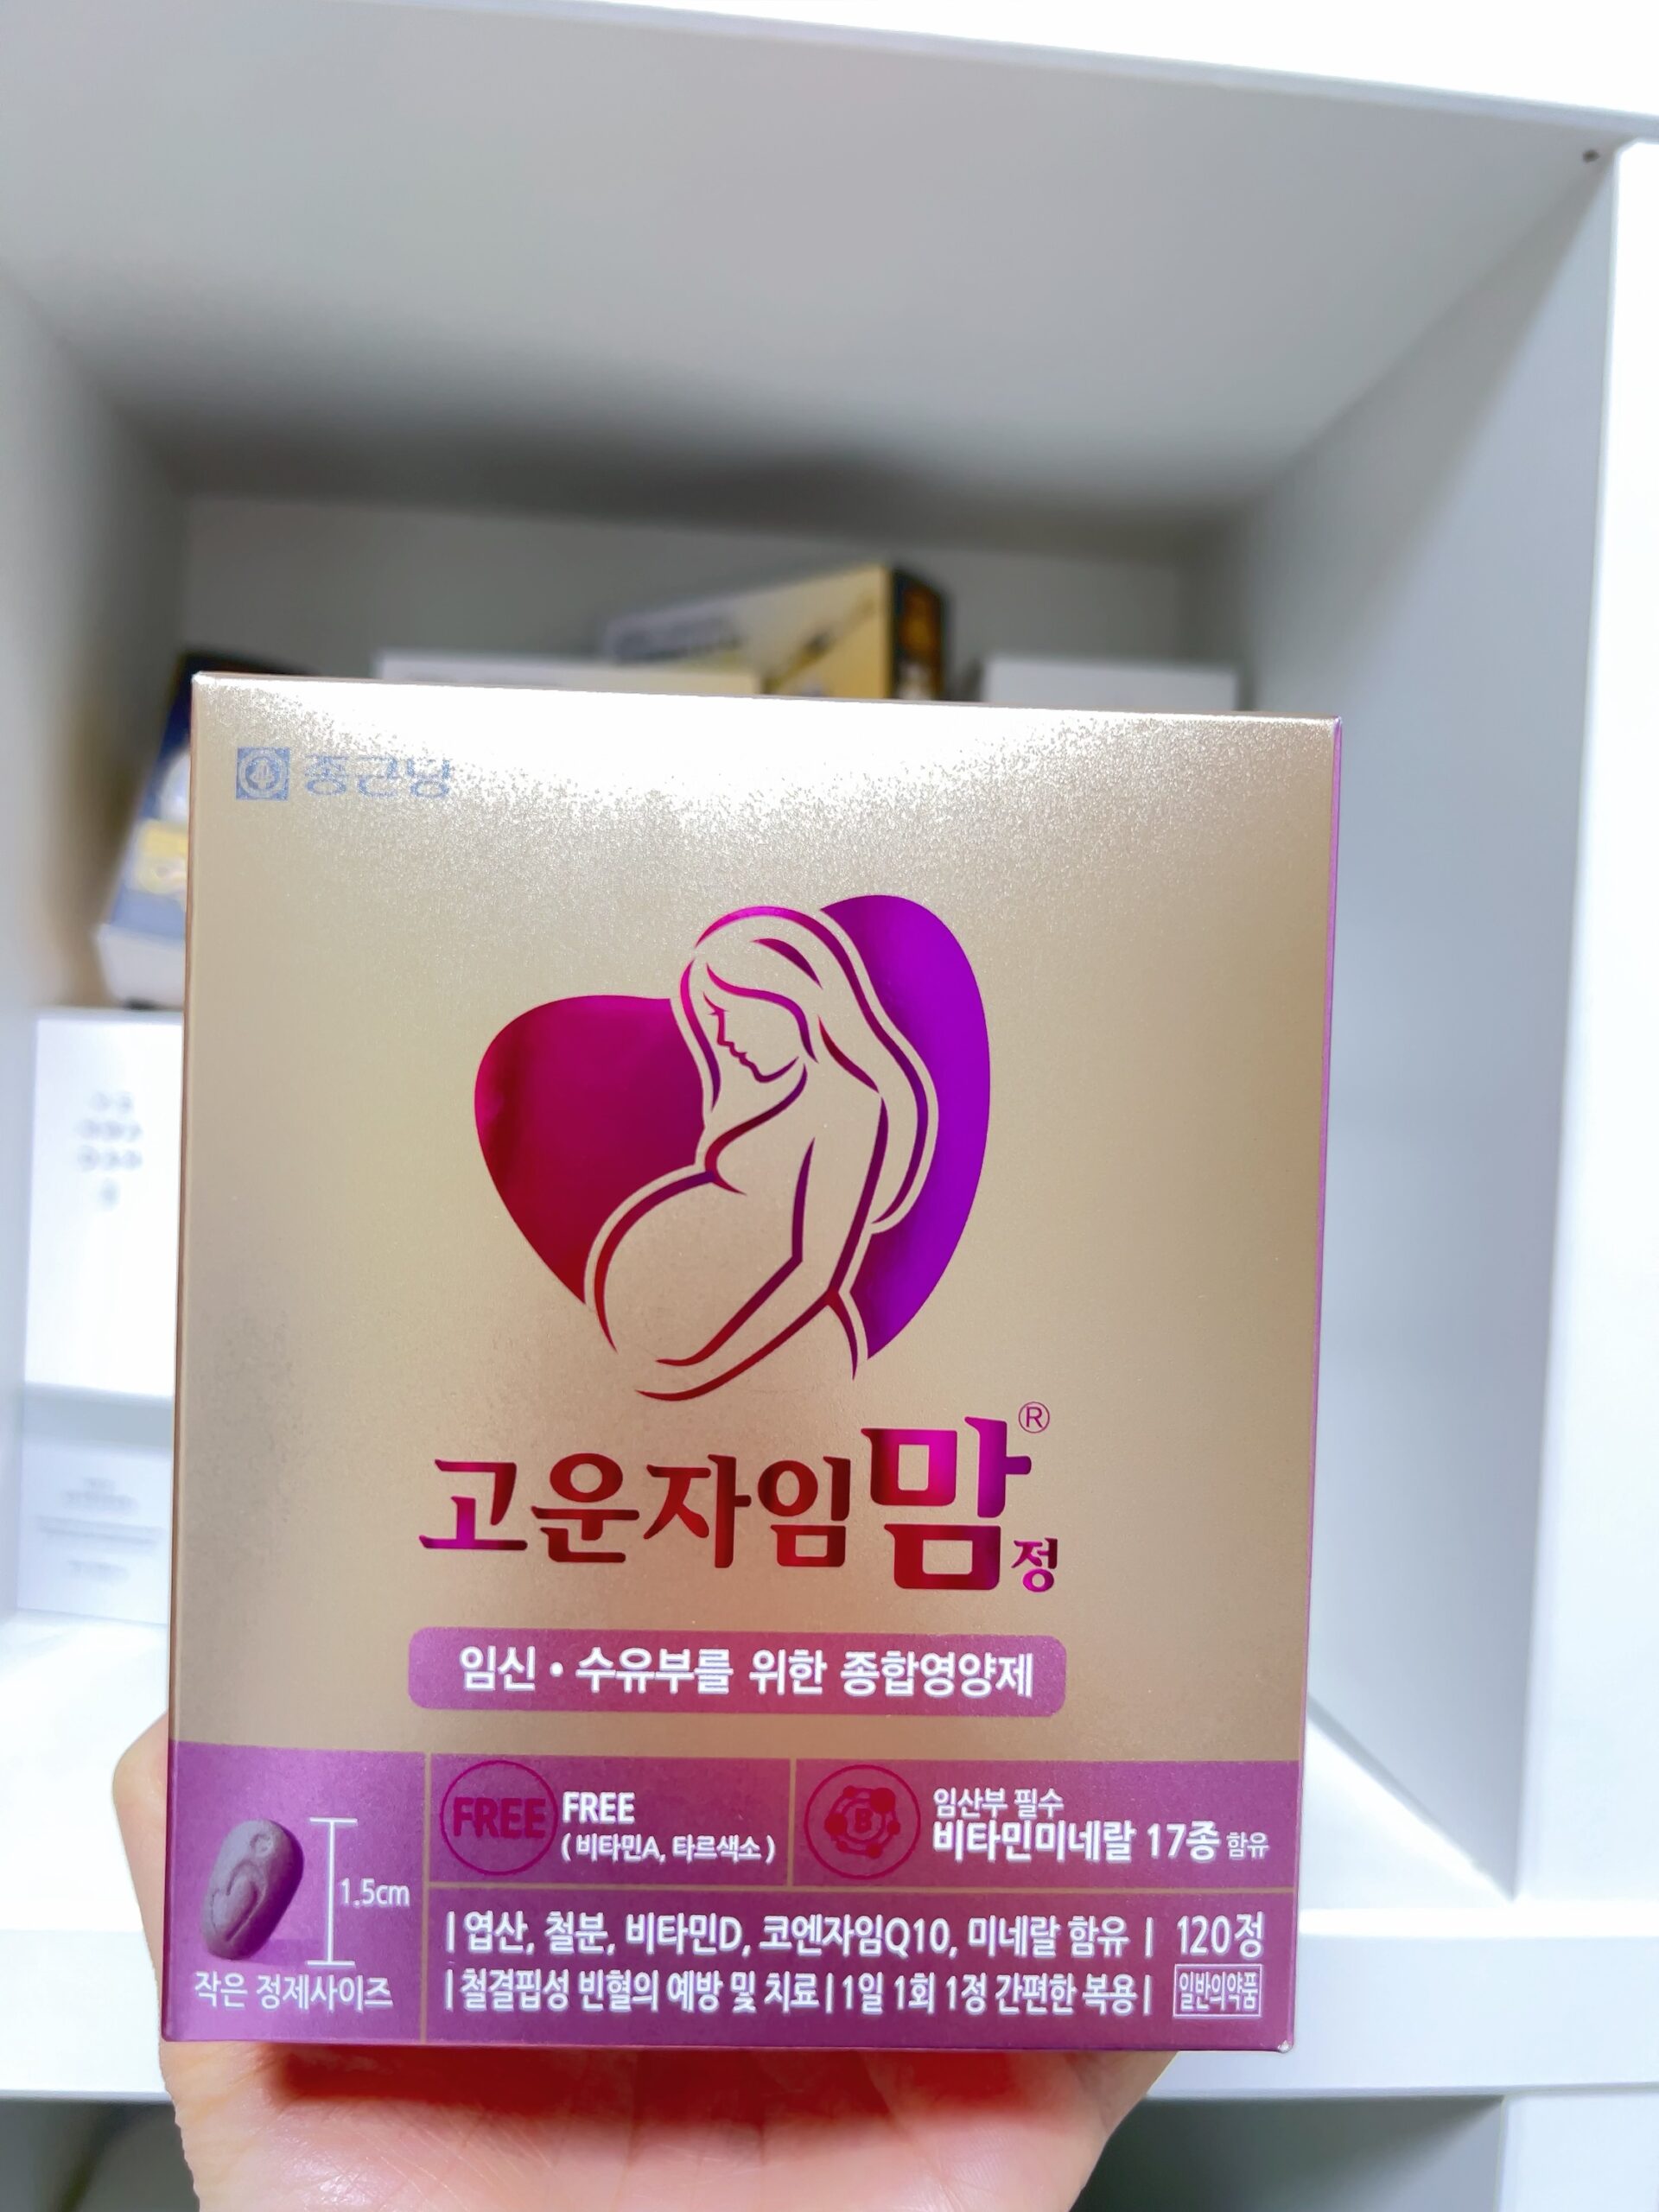 종근당
고운자임맘®정
임신 • 수유부를 위한 종합영양제
1.5cm
작은 정제사이즈
FREE
FREE
(비타민A, 타르색소)
B
임산부 필수
비타민미네랄 17종 함유
| 엽산, 철분, 비타민D, 코엔자임Q10, 미네랄 함유 | 120정
| 철결핍성 빈혈의 예방 및 치료 | 1일 1회 1정 간편한 복용 | 일반의약품